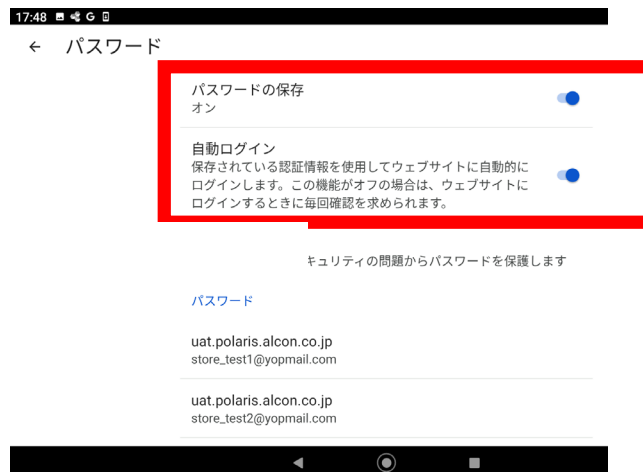 17:48
パスワード
パスワードの保存
オン
自動ログイン
保存されている認証情報を使用してウェブサイトに自動的に
ログインします。この機能がオフの場合は、ウェブサイトに
ログインするときに毎回確認を求められます。
キュリティの問題からパスワードを保護します
パスワード
uat.polaris.alcon.co.jp
store_test1@yopmail.com
uat.polaris.alcon.co.jp
store_test2@yopmail.com